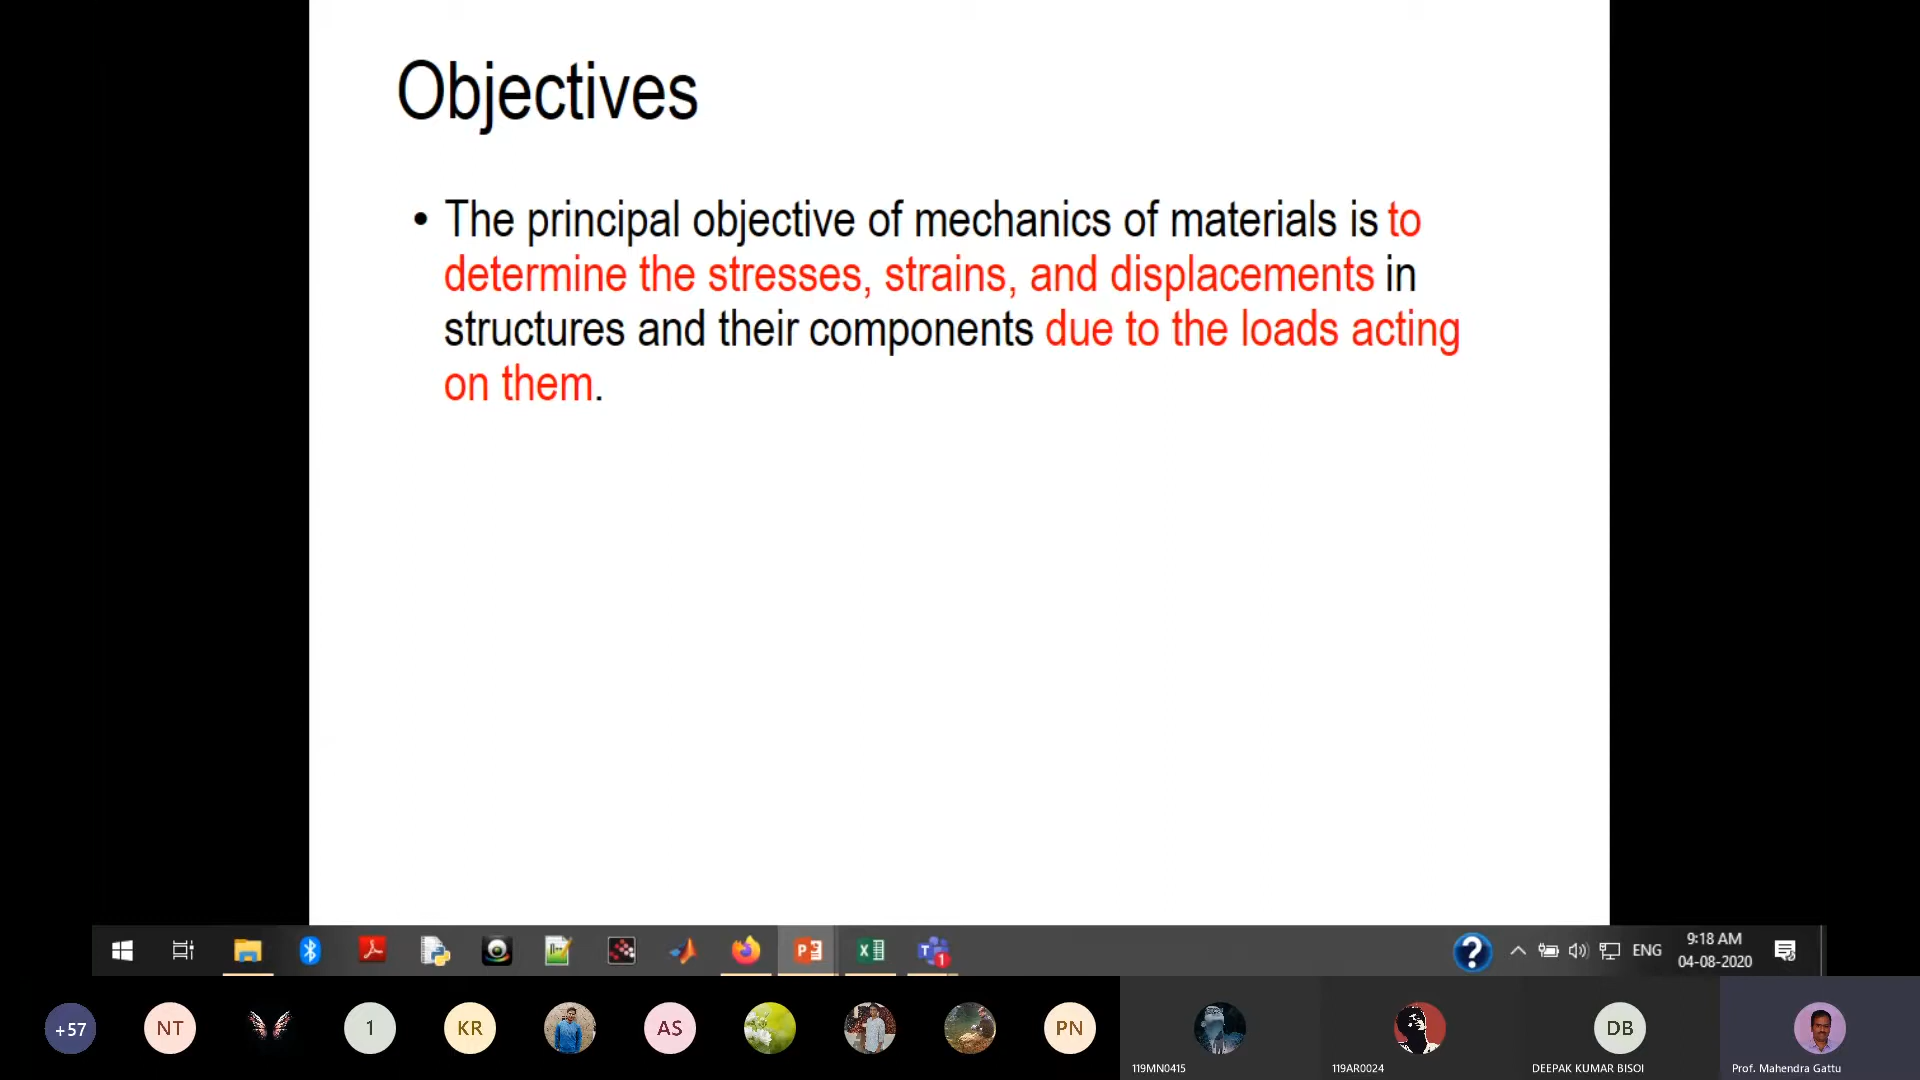 Objectives
• The principal objective of mechanics of materials is to
determine the stresses, strains, and displacements in
structures and their components due to the loads acting
on them.
ENG
9:18 AM
04-08-2020
+57
NT
1
KR
AS
PN
119MN0415
119AR0024
DB
DEEPAK KUMAR BISOI
Prof. Mahendra Gattu